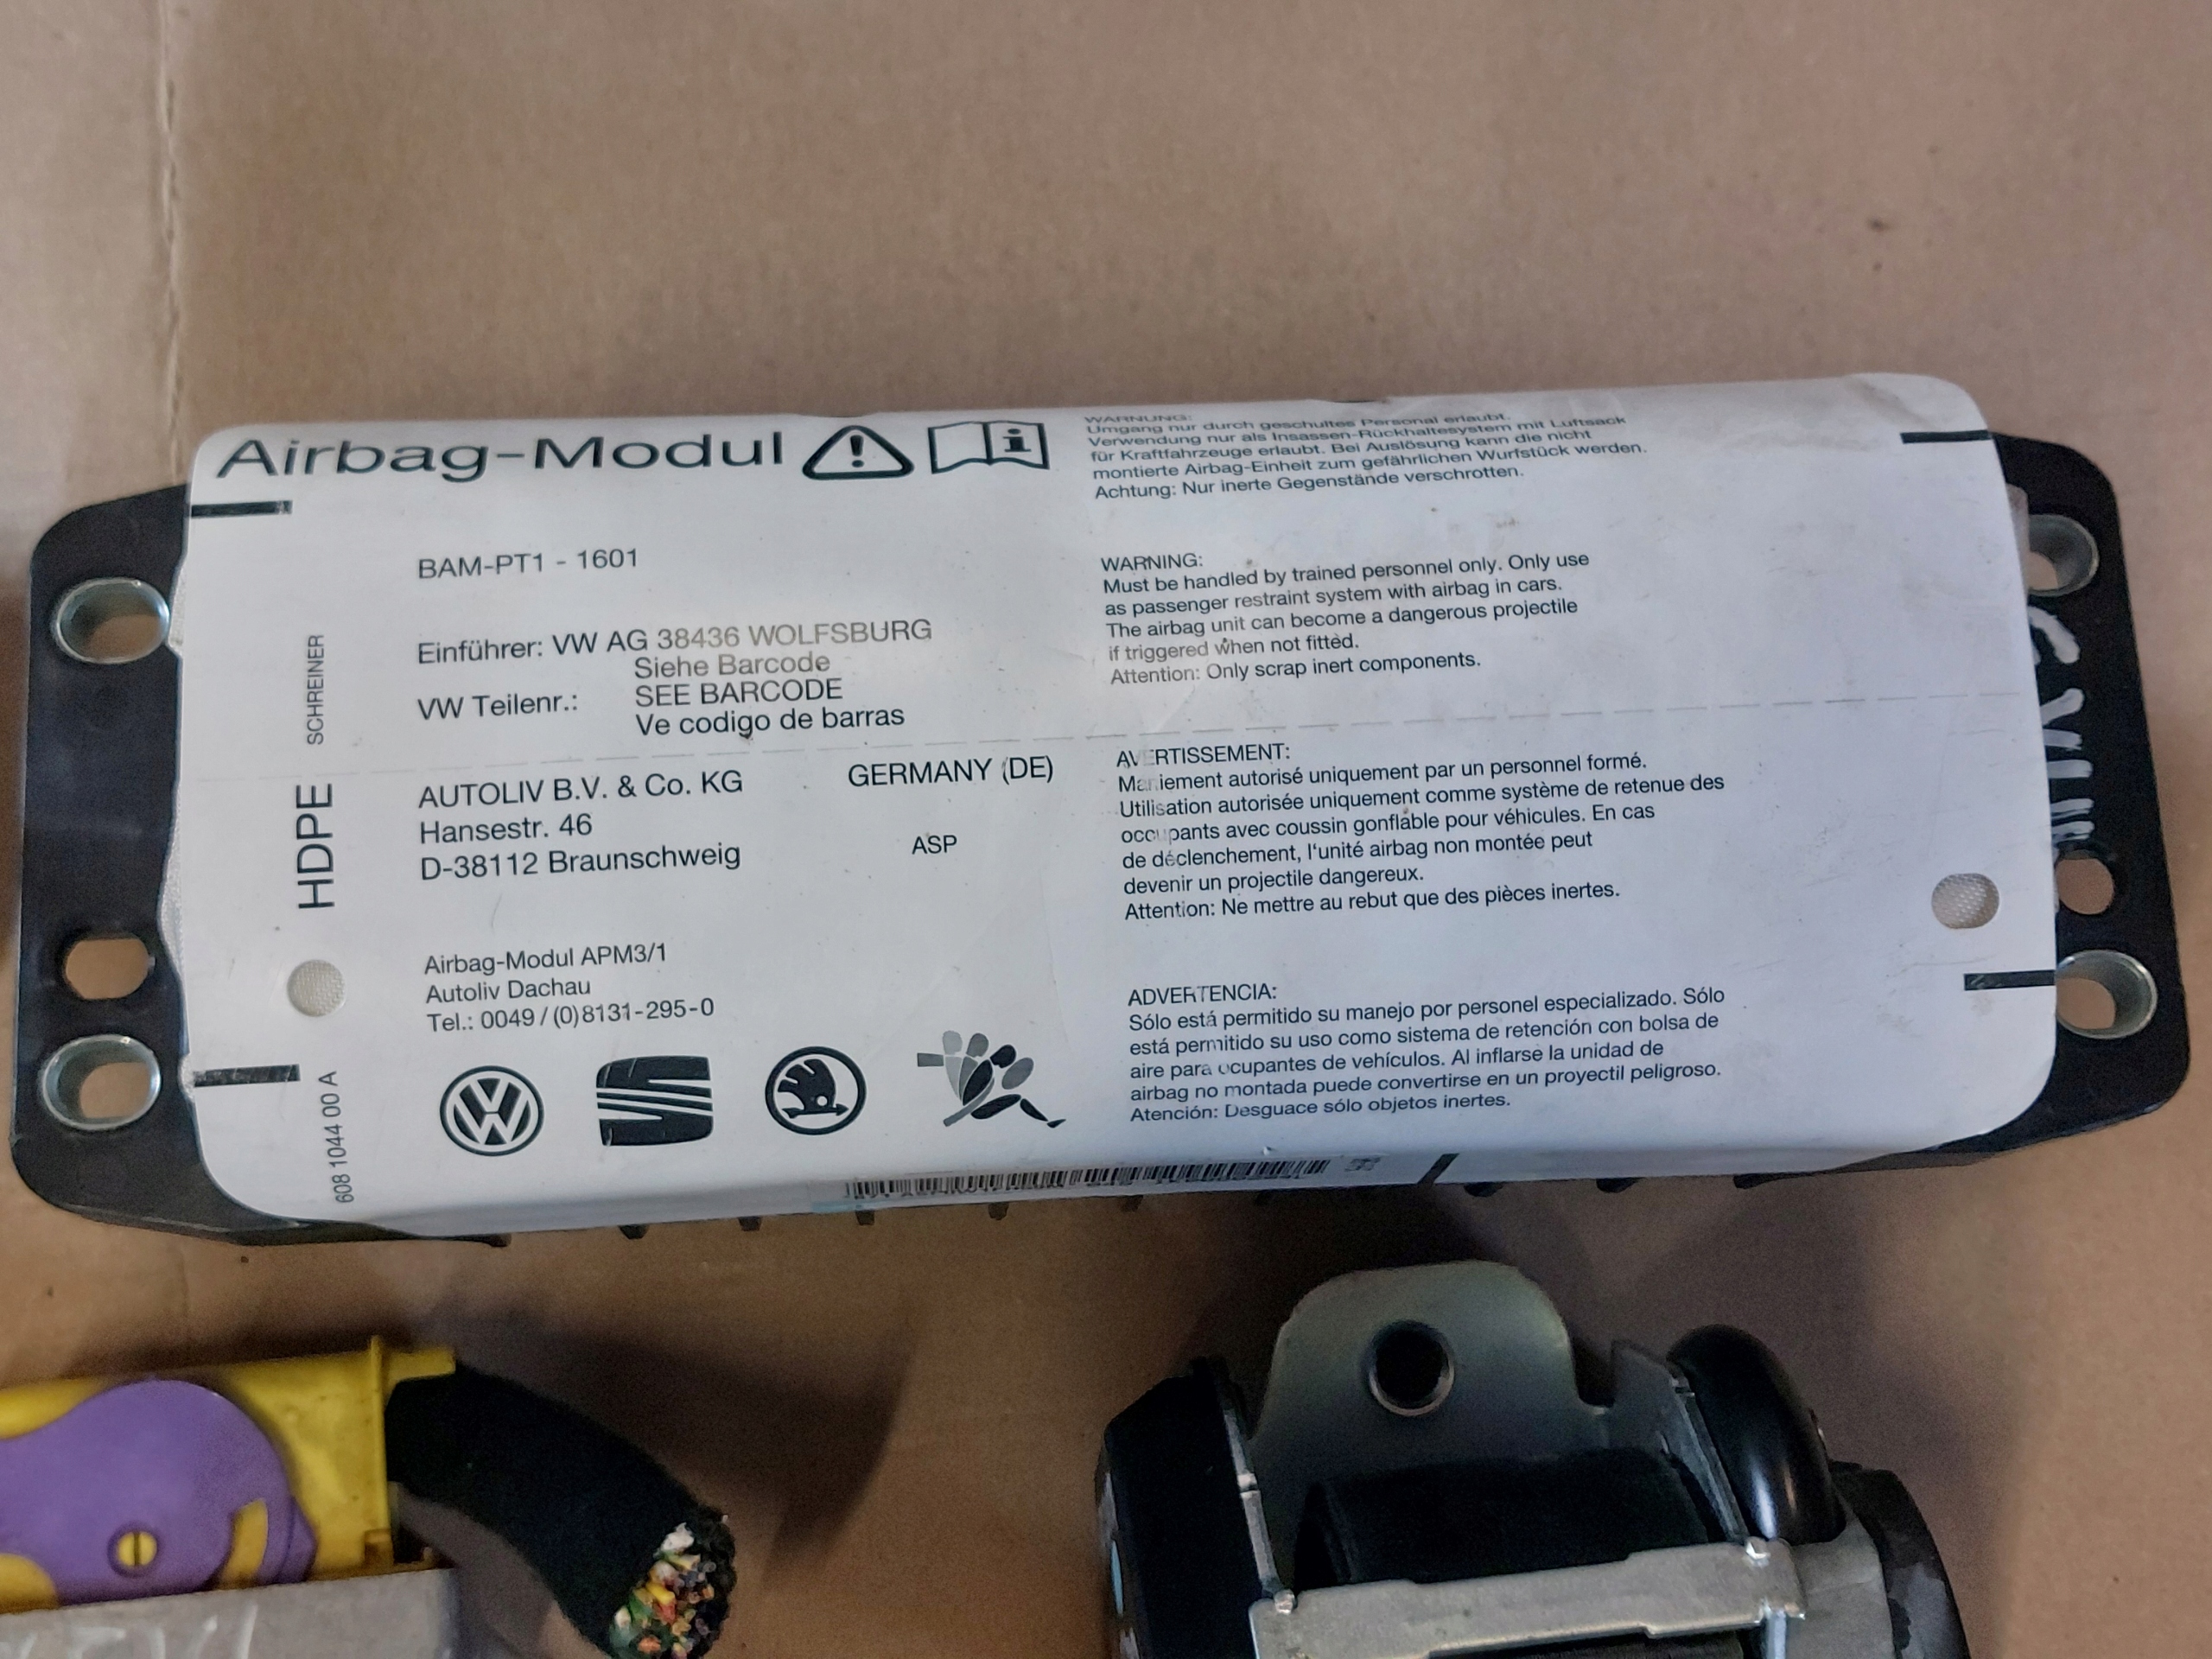 Airbag-Modul
BAM-PT1 - 1601
Einführer: VW AG 38436 WOLFSBURG
Siehe Barcode
VW Teilenr.: SEE BARCODE
Ve codigo de barras
AUTOLIV B.V. & Co. KG GERMANY (DE)
Hansestr. 46
D-38112 Braunschweig ASP
Airbag-Modul APM3/1
Autoliv Dachau
Tel.: 0049 / (0)8131-295-0
SCHREINER
HDPE
608 1044 00 A
WARNUNG:
Umgang nur durch geschultes Personal erlaubt.
Verwendung nur als Insassen-Rückhaltesystem mit Luftsack
für Kraftfahrzeuge erlaubt. Bei Auslösung kann die nicht
montierte Airbag-Einheit zum gefährlichen Wurfstück werden.
Achtung: Nur inerte Gegenstände verschrotten.
WARNING:
Must be handled by trained personnel only. Only use
as passenger restraint system with airbag in cars.
The airbag unit can become a dangerous projectile
if triggered when not fitted.
Attention: Only scrap inert components.
AVERTISSEMENT:
Maniement autorisé uniquement par un personnel formé.
Utilisation autorisée uniquement comme système de retenue des
occupants avec coussin gonflable pour véhicules. En cas
de déclenchement, l'unité airbag non montée peut
devenir un projectile dangereux.
Attention: Ne mettre au rebut que des pièces inertes.
ADVERTENCIA:
Sólo está permitido su manejo por personel especializado. Sólo
está permitido su uso como sistema de retención con bolsa de
aire para ocupantes de vehículos. Al inflarse la unidad de
airbag no montada puede convertirse en un proyectil peligroso.
Atención: Desguace sólo objetos inertes.